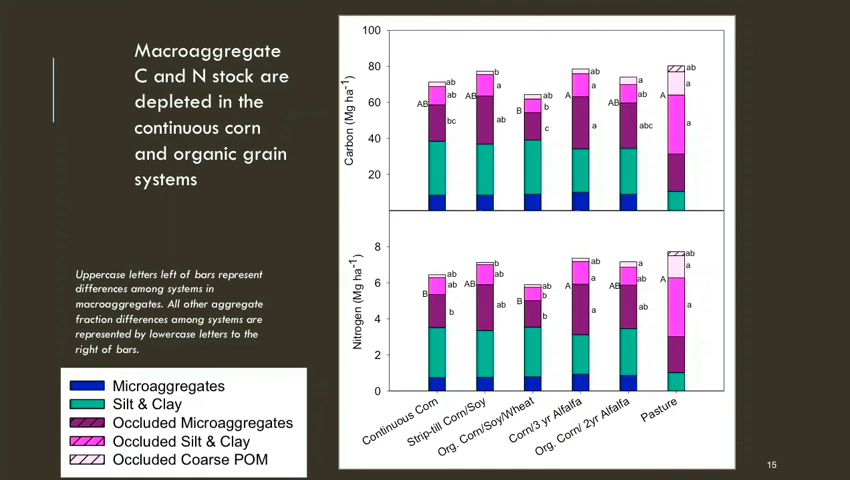 Macroaggregate
C and N stock are
depleted in the
continuous corn
and organic grain
systems
Uppercase letters left of bars represent
differences among systems in
macroaggregates. All other aggregate
fraction differences among systems are
represented by lowercase letters to the
right of bars.
Microaggregates
Silt & Clay
Occluded Microaggregates
Occluded Silt & Clay
Occluded Coarse POM
Carbon (Mg ha-1)
100
80
60
40
20
AB
ab
ab
bc
AB
b
a
ab
B
ab
b
c
A
ab
a
a
AB
a
ab
abc
A
ab
a
a
Nitrogen (Mg ha-1)
8
6
4
2
0
B
ab
ab
b
AB
b
ab
ab
B
ab
b
b
A
ab
a
a
AB
a
ab
ab
A
ab
a
a
Continuous Corn
Strip-till Corn/Soy
Org. Corn/Soy/Wheat
Corn/3 yr Alfalfa
Org. Corn/ 2yr Alfalfa
Pasture
15